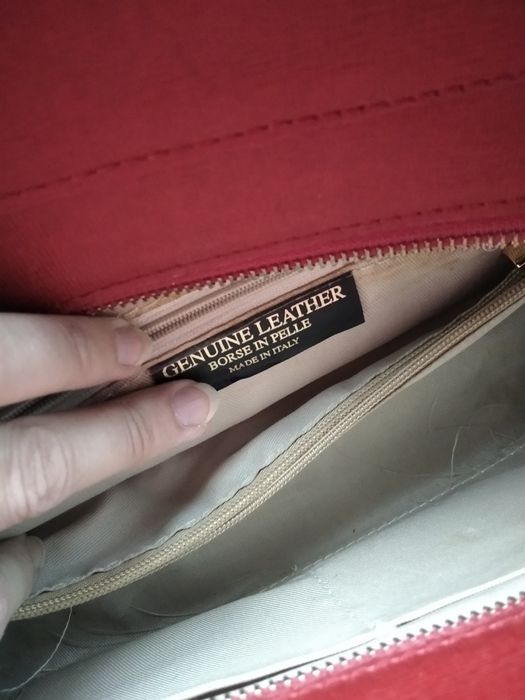 GENUINE LEATHER
BORSE IN PELLE
MADE IN ITALY